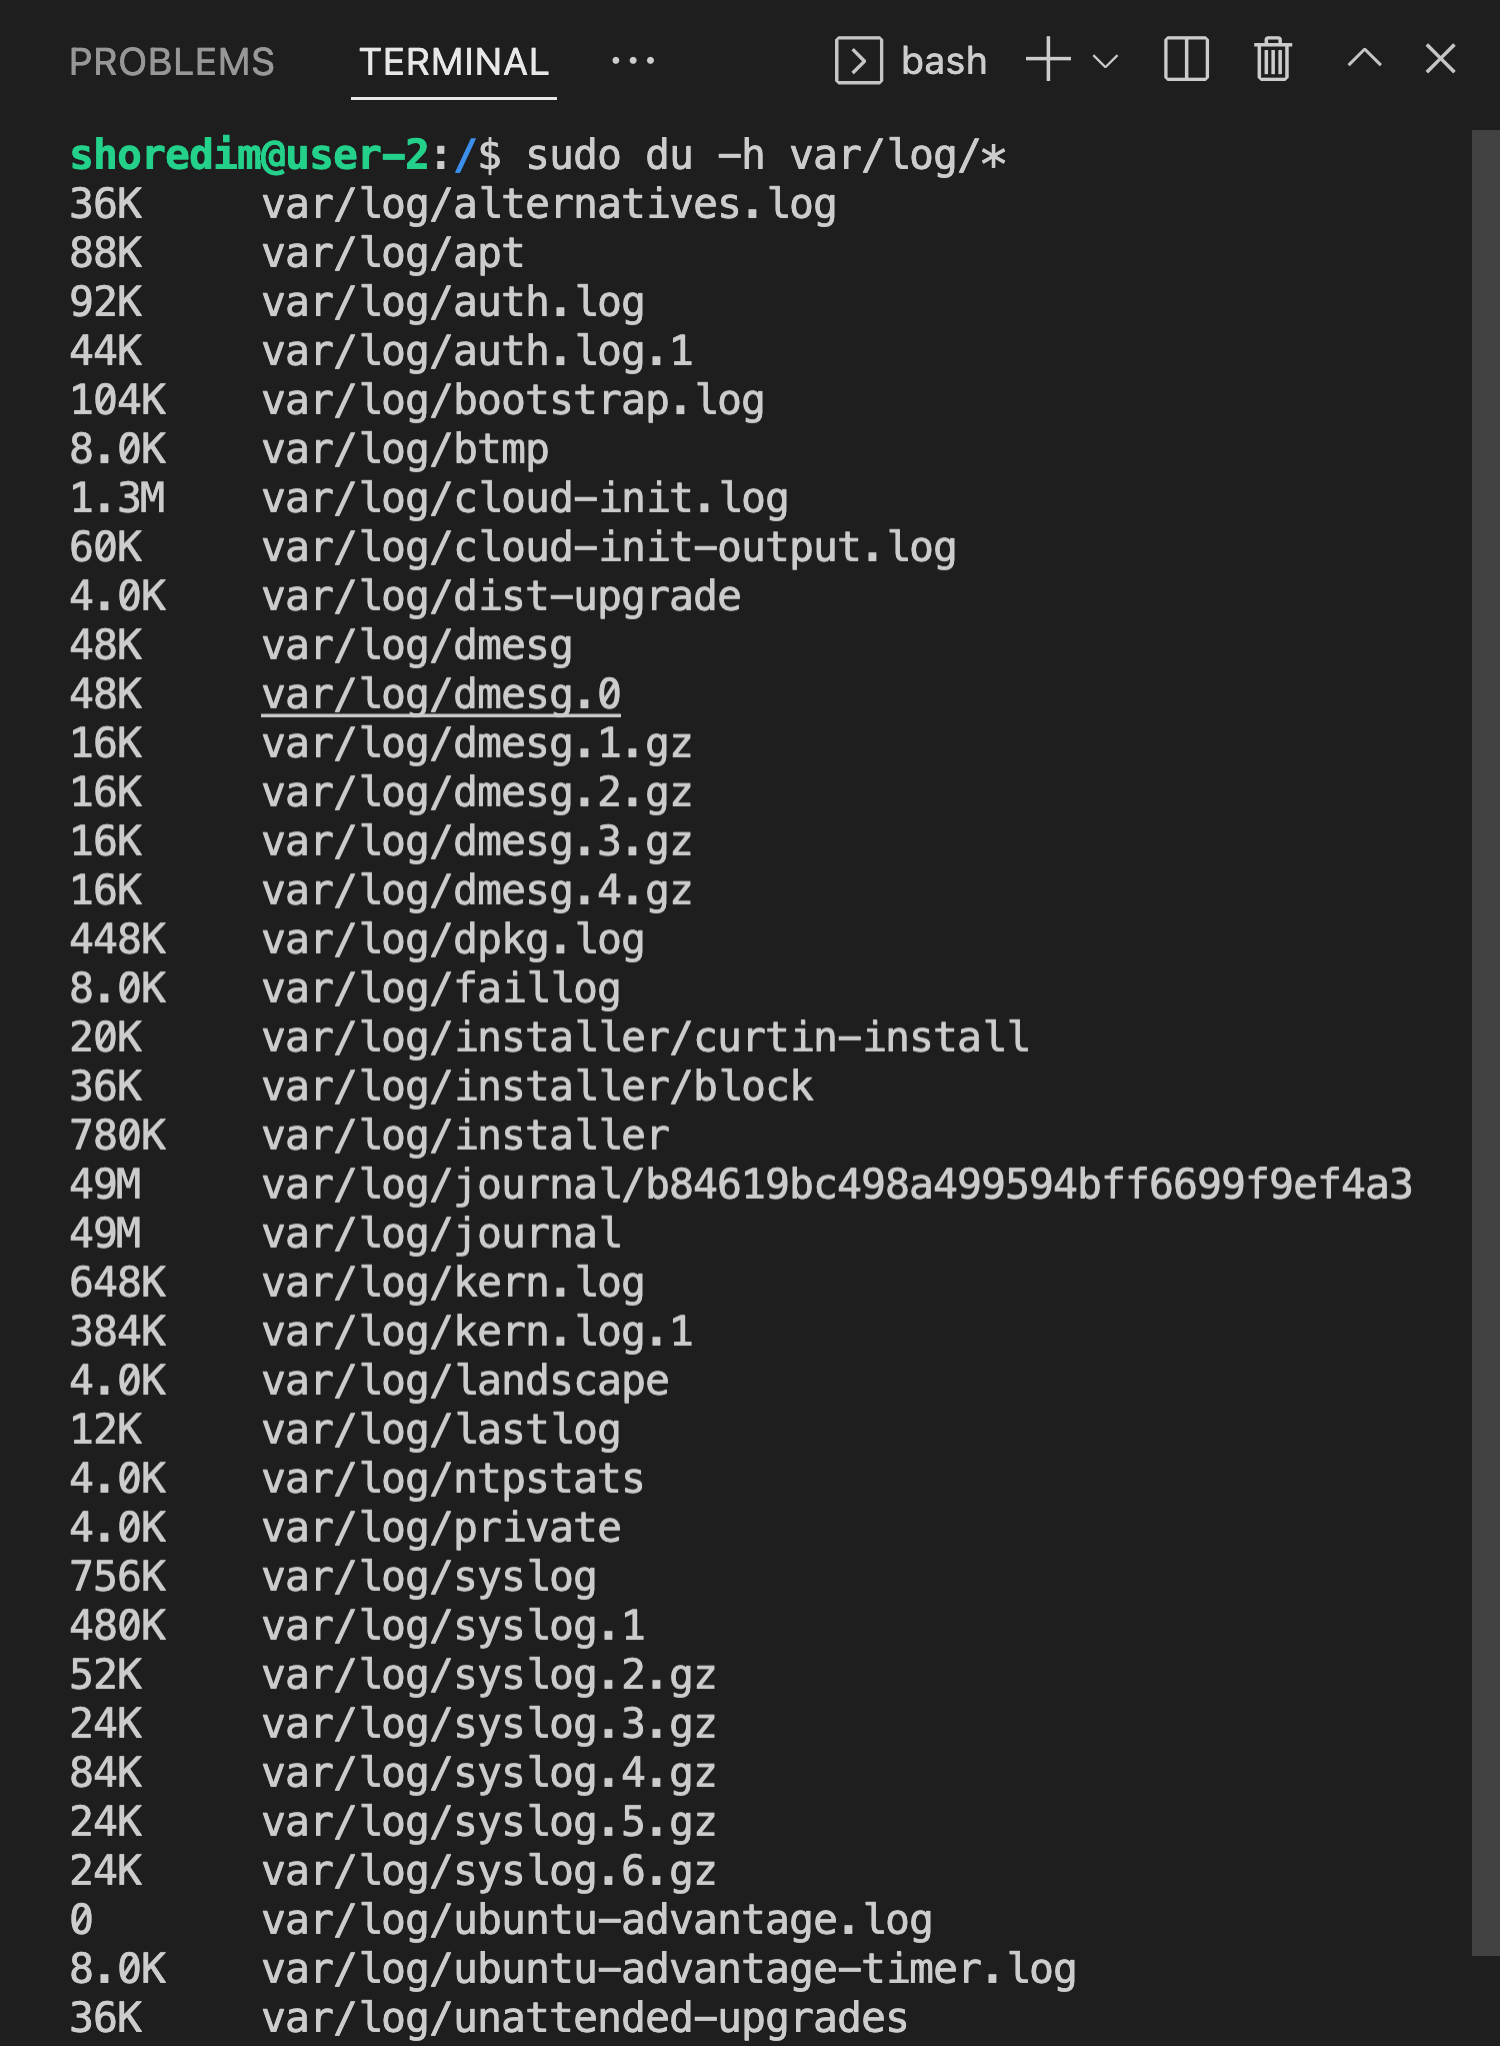 PROBLEMS TERMINAL ··· bash
shoredim@user-2:/$ sudo du -h var/log/*
36K var/log/alternatives.log
88K var/log/apt
92K var/log/auth.log
44K var/log/auth.log.1
104K var/log/bootstrap.log
8.0K var/log/btmp
1.3M var/log/cloud-init.log
60K var/log/cloud-init-output.log
4.0K var/log/dist-upgrade
48K var/log/dmesg
48K var/log/dmesg.0
16K var/log/dmesg.1.gz
16K var/log/dmesg.2.gz
16K var/log/dmesg.3.gz
16K var/log/dmesg.4.gz
448K var/log/dpkg.log
8.0K var/log/faillog
20K var/log/installer/curtin-install
36K var/log/installer/block
780K var/log/installer
49M var/log/journal/b84619bc498a499594bff6699f9ef4a3
49M var/log/journal
648K var/log/kern.log
384K var/log/kern.log.1
4.0K var/log/landscape
12K var/log/lastlog
4.0K var/log/ntpstats
4.0K var/log/private
756K var/log/syslog
480K var/log/syslog.1
52K var/log/syslog.2.gz
24K var/log/syslog.3.gz
84K var/log/syslog.4.gz
24K var/log/syslog.5.gz
24K var/log/syslog.6.gz
0 var/log/ubuntu-advantage.log
8.0K var/log/ubuntu-advantage-timer.log
36K var/log/unattended-upgrades